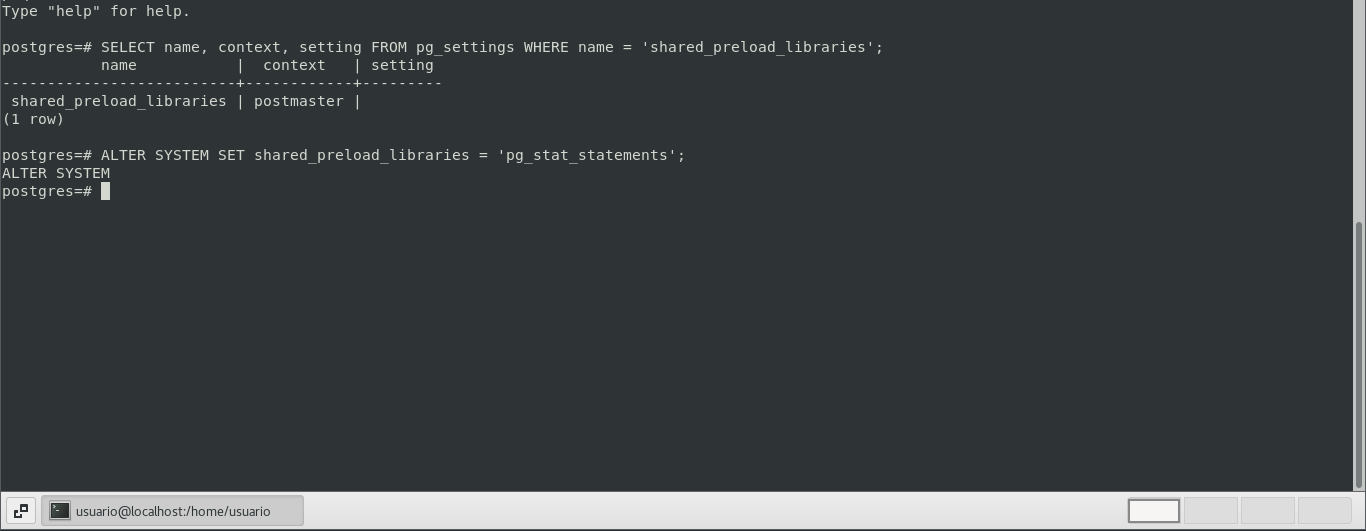 Type "help" for help.
postgres=# SELECT name, context, setting FROM pg_settings WHERE name = 'shared_preload_libraries';
           name           |  context   | setting
--------------------------+------------+---------
 shared_preload_libraries | postmaster |
(1 row)
postgres=# ALTER SYSTEM SET shared_preload_libraries = 'pg_stat_statements';
ALTER SYSTEM
postgres=#
usuario@localhost:/home/usuario